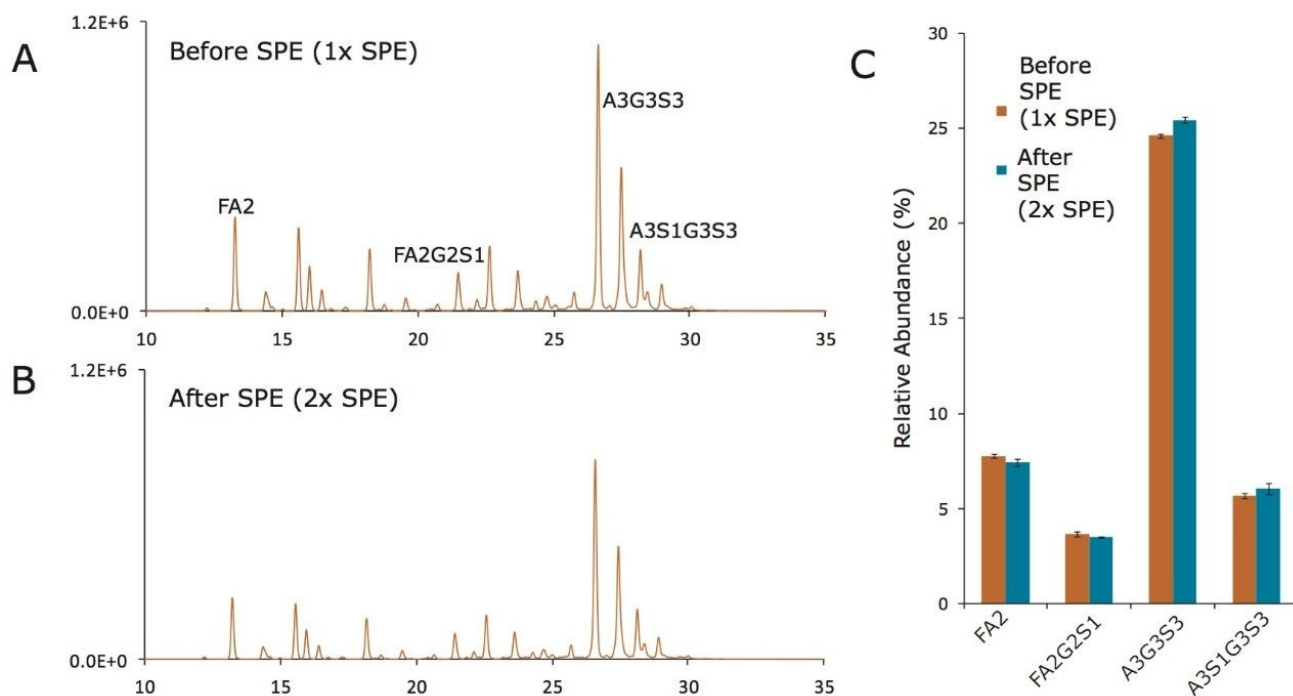 A
1.2E+6
Before SPE (1x SPE)
A3G3S3
A3S1G3S3
FA2
FA2G2S1
0.0E+0
10 15 20 25 30 35
B
1.2E+6
After SPE (2x SPE)
0.0E+0
10 15 20 25 30 35
C
Before
SPE
(1x SPE)
After
SPE
(2x SPE)
Relative Abundance (%)
30
25
20
15
10
5
0
FA2
FA2G2S1
A3G3S3
A3S1G3S3